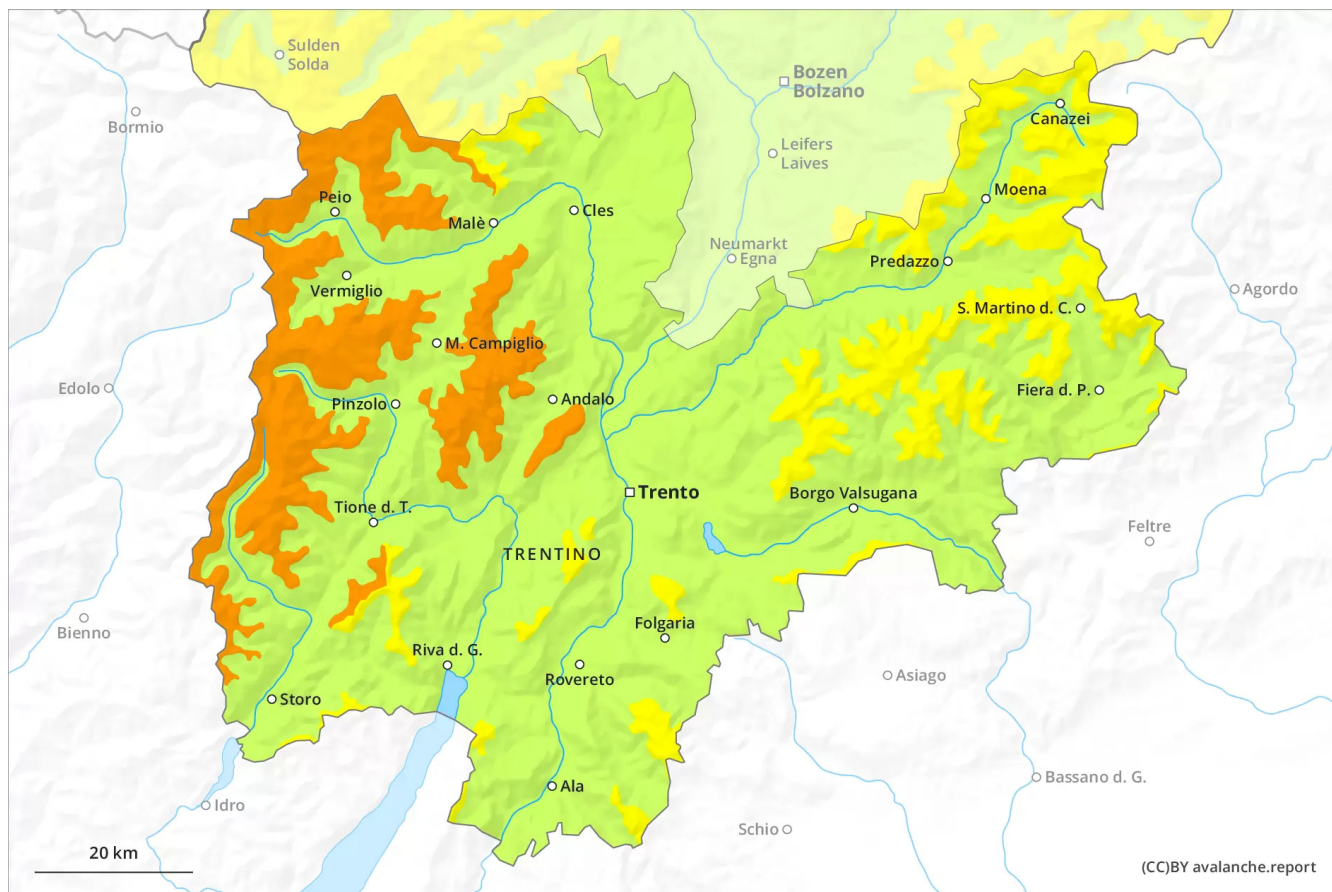 Sulden
Solda
Bozen
Bolzano
Canazei
Bormio
Leifers
Laives
Moena
Peio
Cles
Malè
Neumarkt
Egna
Predazzo
Vermiglio
Agordo
S. Martino d. C.
M. Campiglio
Edolo
Fiera d. P.
Pinzolo
Andalo
Trento
Borgo Valsugana
Tione d. T.
Feltre
TRENTINO
Bienno
Folgaria
Riva d. G.
Rovereto
Asiago
Storo
Bassano d. G.
Ala
Idro
Schio
20 km
(CC)BY avalanche.report